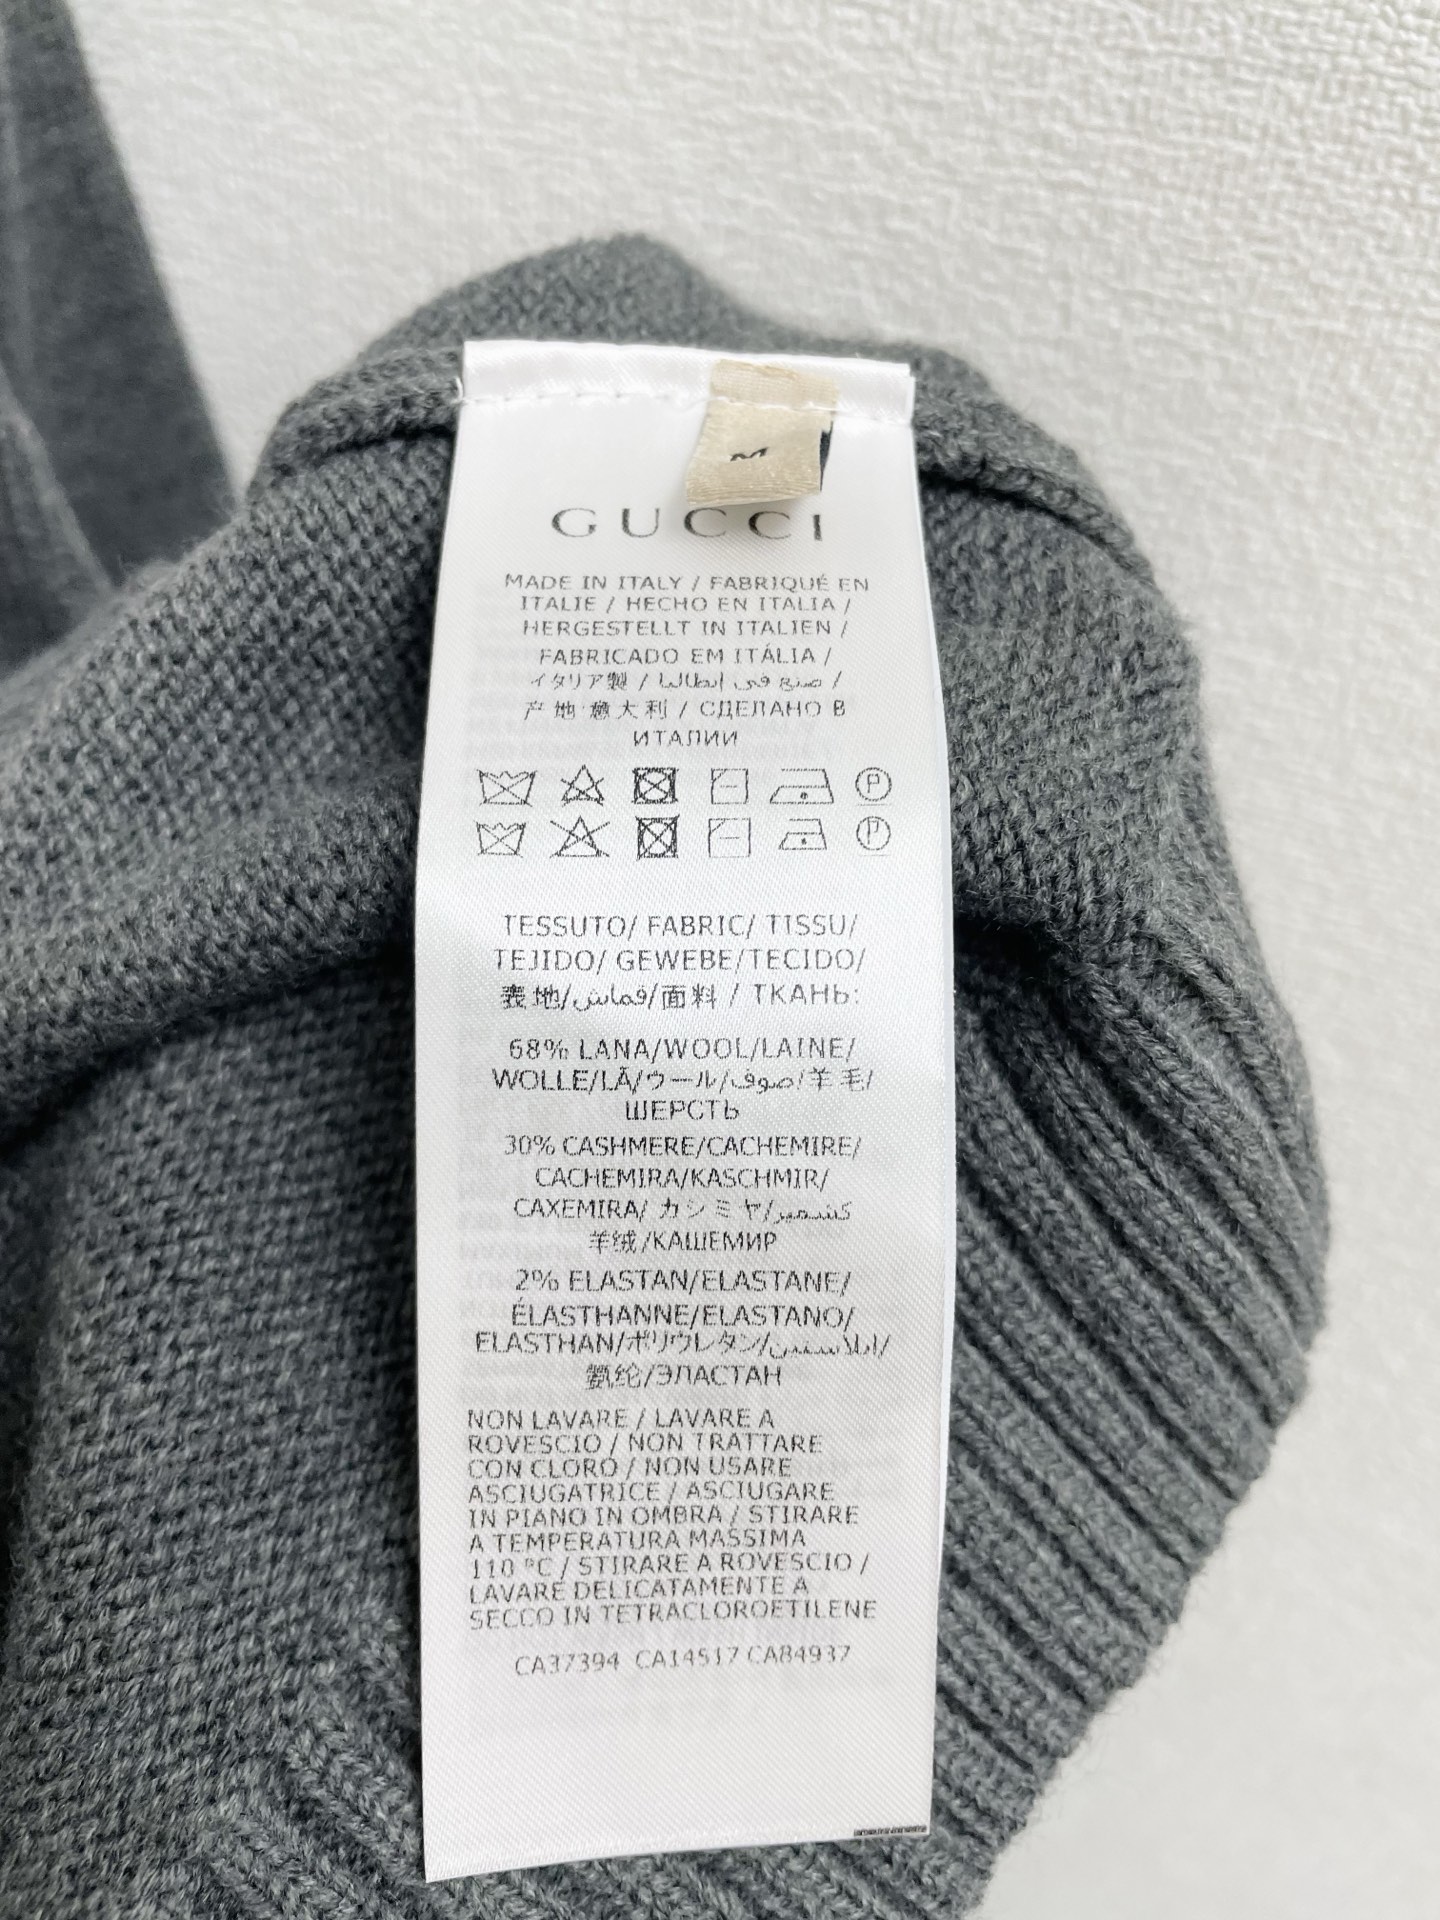 M
GUCCI
MADE IN ITALY / FABRIQUÉ EN
ITALIE / HECHO EN ITALIA /
HERGESTELLT IN ITALIEN /
FABRICADO EM ITÁLIA /
イタリア製 / صنع في إيطاليا /
产地:意大利 / СДЕЛАНО В
ИТАЛИИ
P
P
TESSUTO/ FABRIC/ TISSU/
TEJIDO/ GEWEBE/TECIDO/
表地/قماش/面料 / ТКАНЬ:
68% LANA/WOOL/LAINE/
WOLLE/LÃ/ウール/صوف/羊毛/
ШЕРСТЬ
30% CASHMERE/CACHEMIRE/
CACHEMIRA/KASCHMIR/
CAXEMIRA/ カシミヤ/كشمير
羊绒/КАШЕМИР
2% ELASTAN/ELASTANE/
ÉLASTHANNE/ELASTANO/
ELASTHAN/ポリウレタン/إيلاستين/
氨纶/ЭЛАСТАН
NON LAVARE / LAVARE A
ROVESCIO / NON TRATTARE
CON CLORO / NON USARE
ASCIUGATRICE / ASCIUGARE
IN PIANO IN OMBRA / STIRARE
A TEMPERATURA MASSIMA
110 °C / STIRARE A ROVESCIO /
LAVARE DELICATAMENTE A
SECCO IN TETRACLOROETILENE
CA37394 CA14517 CA84937